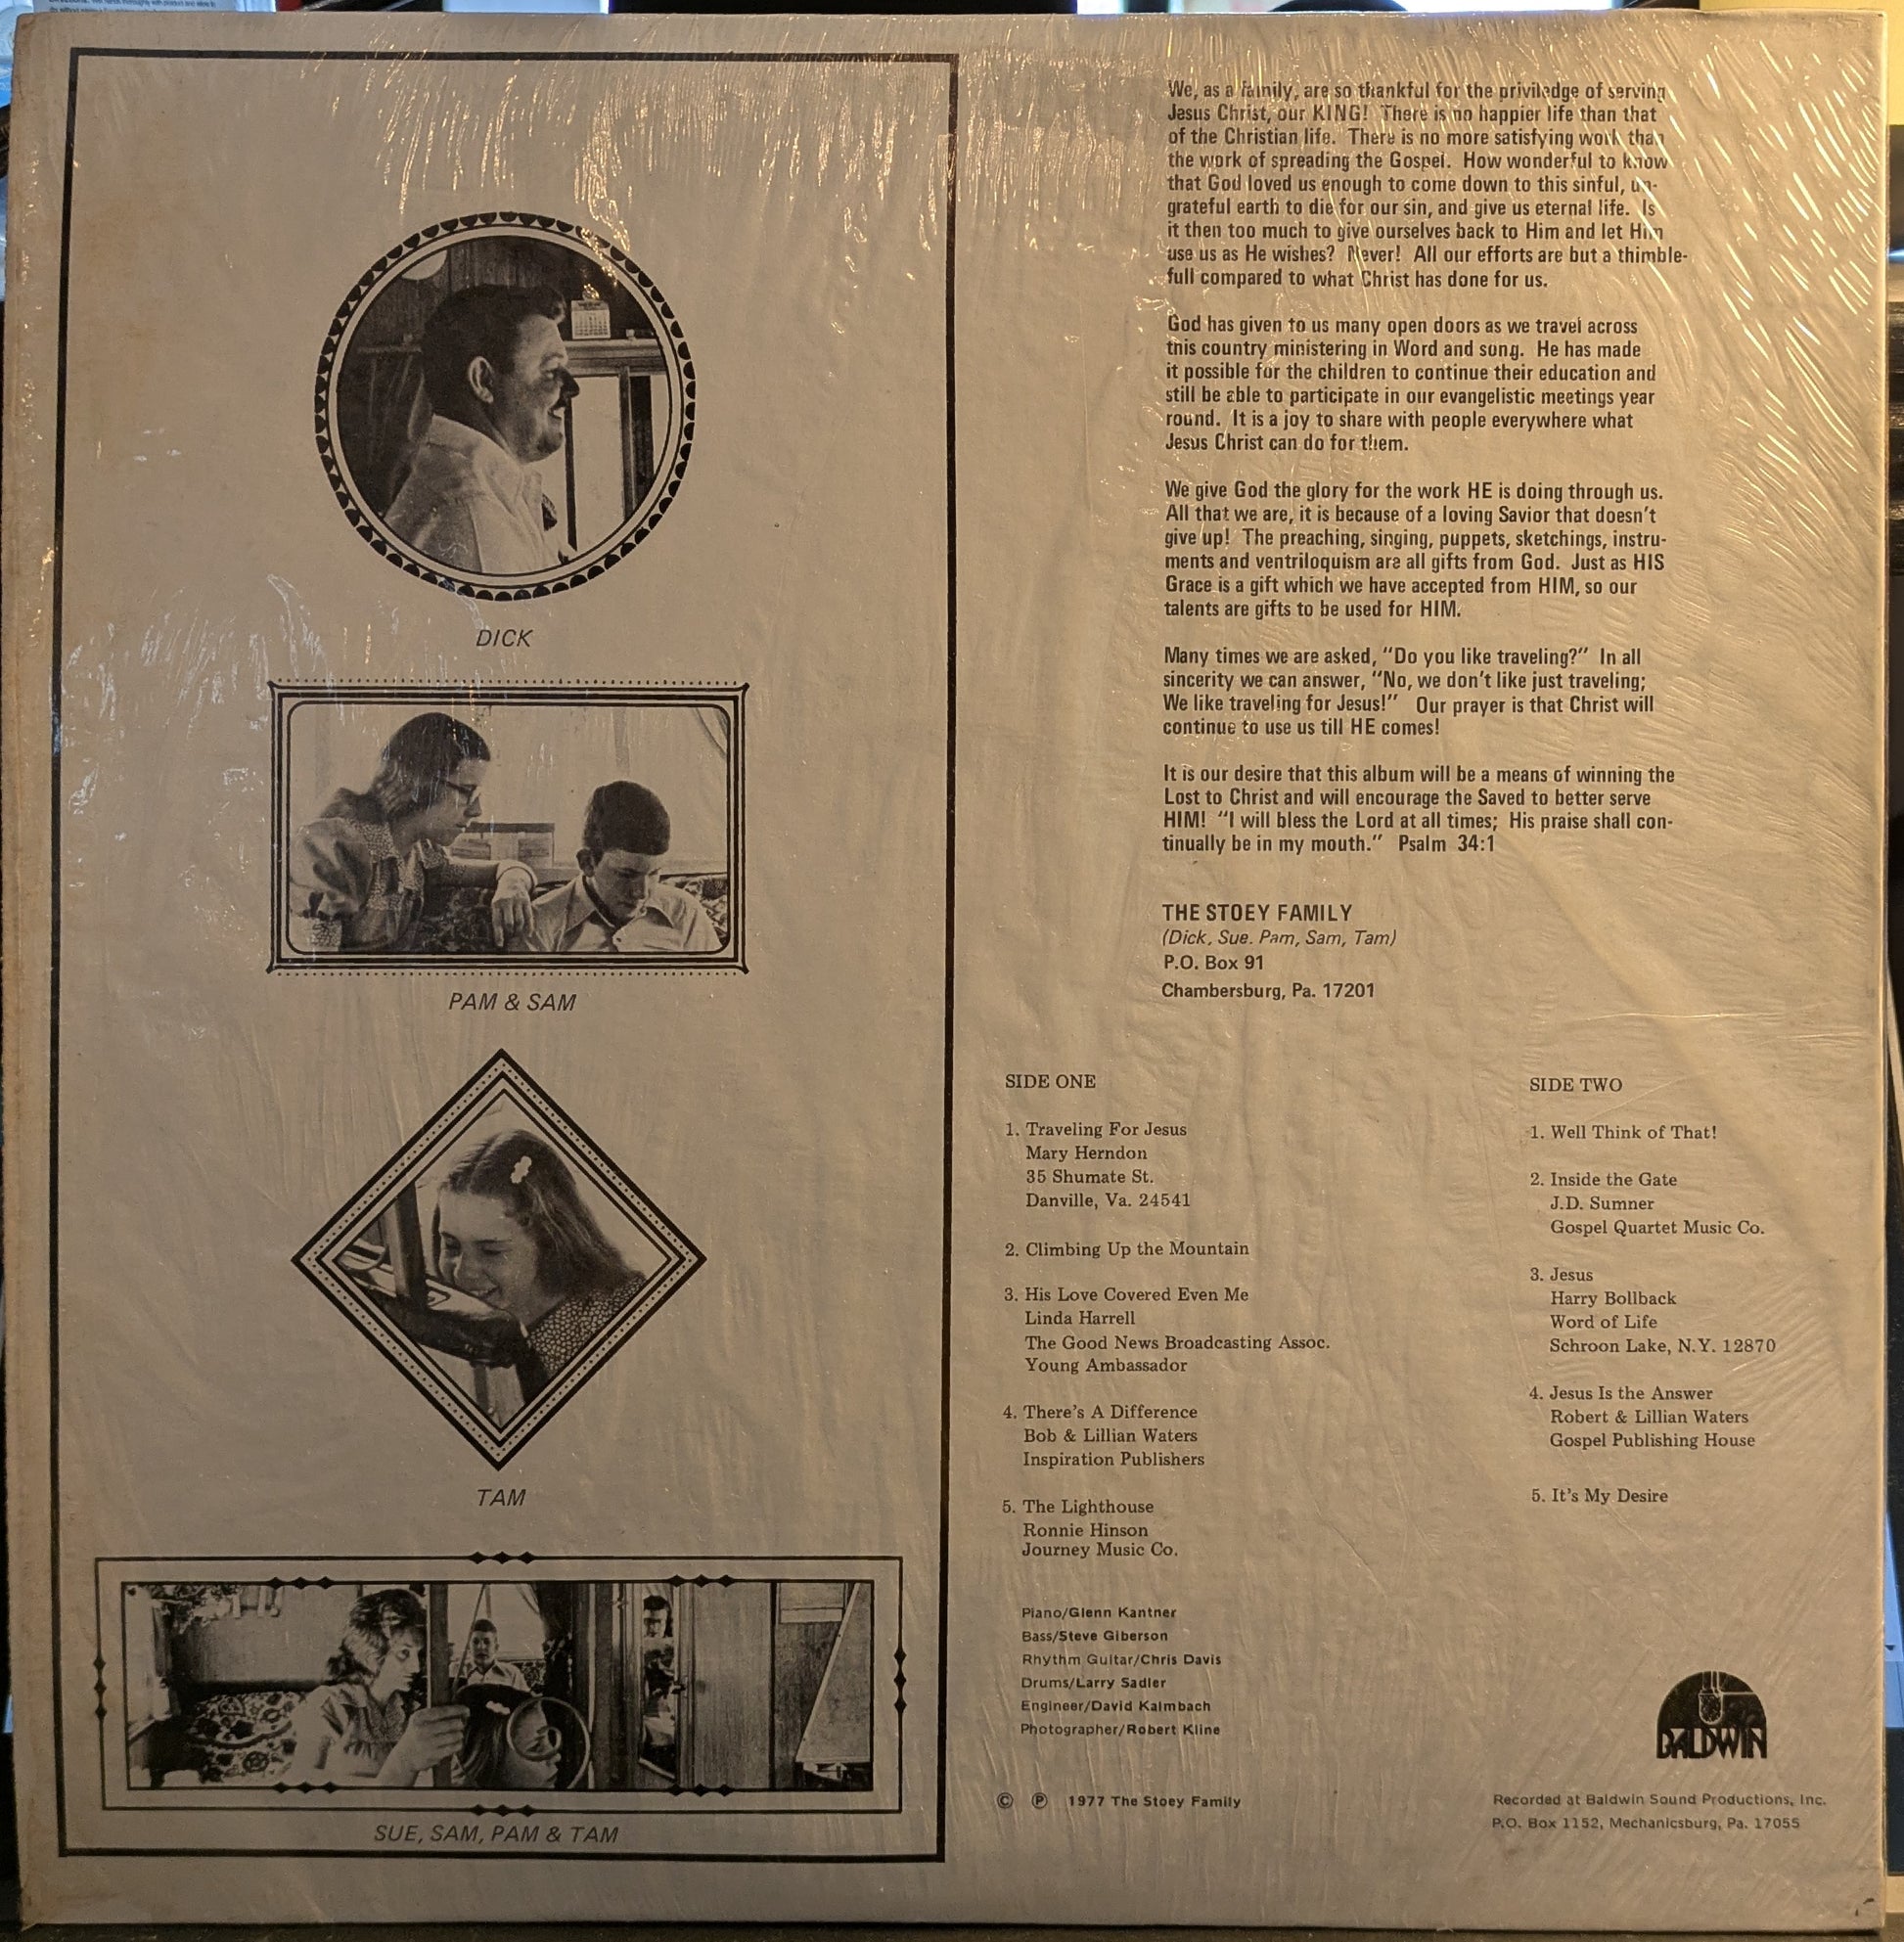 DICK
PAM & SAM
TAM
SUE, SAM, PAM & TAM
We, as a family, are so thankful for the priviledge of serving
Jesus Christ, our KING! There is no happier life than that
of the Christian life. There is no more satisfying work than
the work of spreading the Gospel. How wonderful to know
that God loved us enough to come down to this sinful, un-
grateful earth to die for our sin, and give us eternal life. Is
it then too much to give ourselves back to Him and let Him
use us as He wishes? Never! All our efforts are but a thimble-
full compared to what Christ has done for us.
God has given to us many open doors as we travel across
this country ministering in Word and song. He has made
it possible for the children to continue their education and
still be able to participate in our evangelistic meetings year
round. It is a joy to share with people everywhere what
Jesus Christ can do for them.
We give God the glory for the work HE is doing through us.
All that we are, it is because of a loving Savior that doesn't
give up! The preaching, singing, puppets, sketchings, instru-
ments and ventriloquism are all gifts from God. Just as HIS
Grace is a gift which we have accepted from HIM, so our
talents are gifts to be used for HIM.
Many times we are asked, "Do you like traveling?" In all
sincerity we can answer, "No, we don't like just traveling;
We like traveling for Jesus!" Our prayer is that Christ will
continue to use us till HE comes!
It is our desire that this album will be a means of winning the
Lost to Christ and will encourage the Saved to better serve
HIM! "I will bless the Lord at all times; His praise shall con-
tinually be in my mouth." Psalm 34:1
THE STOEY FAMILY
(Dick, Sue. Pam, Sam, Tam)
P.O. Box 91
Chambersburg, Pa. 17201
SIDE ONE
1. Traveling For Jesus
Mary Herndon
35 Shumate St.
Danville, Va. 24541
2. Climbing Up the Mountain
3. His Love Covered Even Me
Linda Harrell
The Good News Broadcasting Assoc.
Young Ambassador
4. There's A Difference
Bob & Lillian Waters
Inspiration Publishers
5. The Lighthouse
Ronnie Hinson
Journey Music Co.
SIDE TWO
1. Well Think of That!
2. Inside the Gate
J.D. Sumner
Gospel Quartet Music Co.
3. Jesus
Harry Bollback
Word of Life
Schroon Lake, N.Y. 12870
4. Jesus Is the Answer
Robert & Lillian Waters
Gospel Publishing House
5. It's My Desire
Piano/Glenn Kantner
Bass/Steve Giberson
Rhythm Guitar/Chris Davis
Drums/Larry Sadler
Engineer/David Kalmbach
Photographer/Robert Kline
© ℗ 1977 The Stoey Family
BALDWIN
Recorded at Baldwin Sound Productions, Inc.
P.O. Box 1152, Mechanicsburg, Pa. 17055